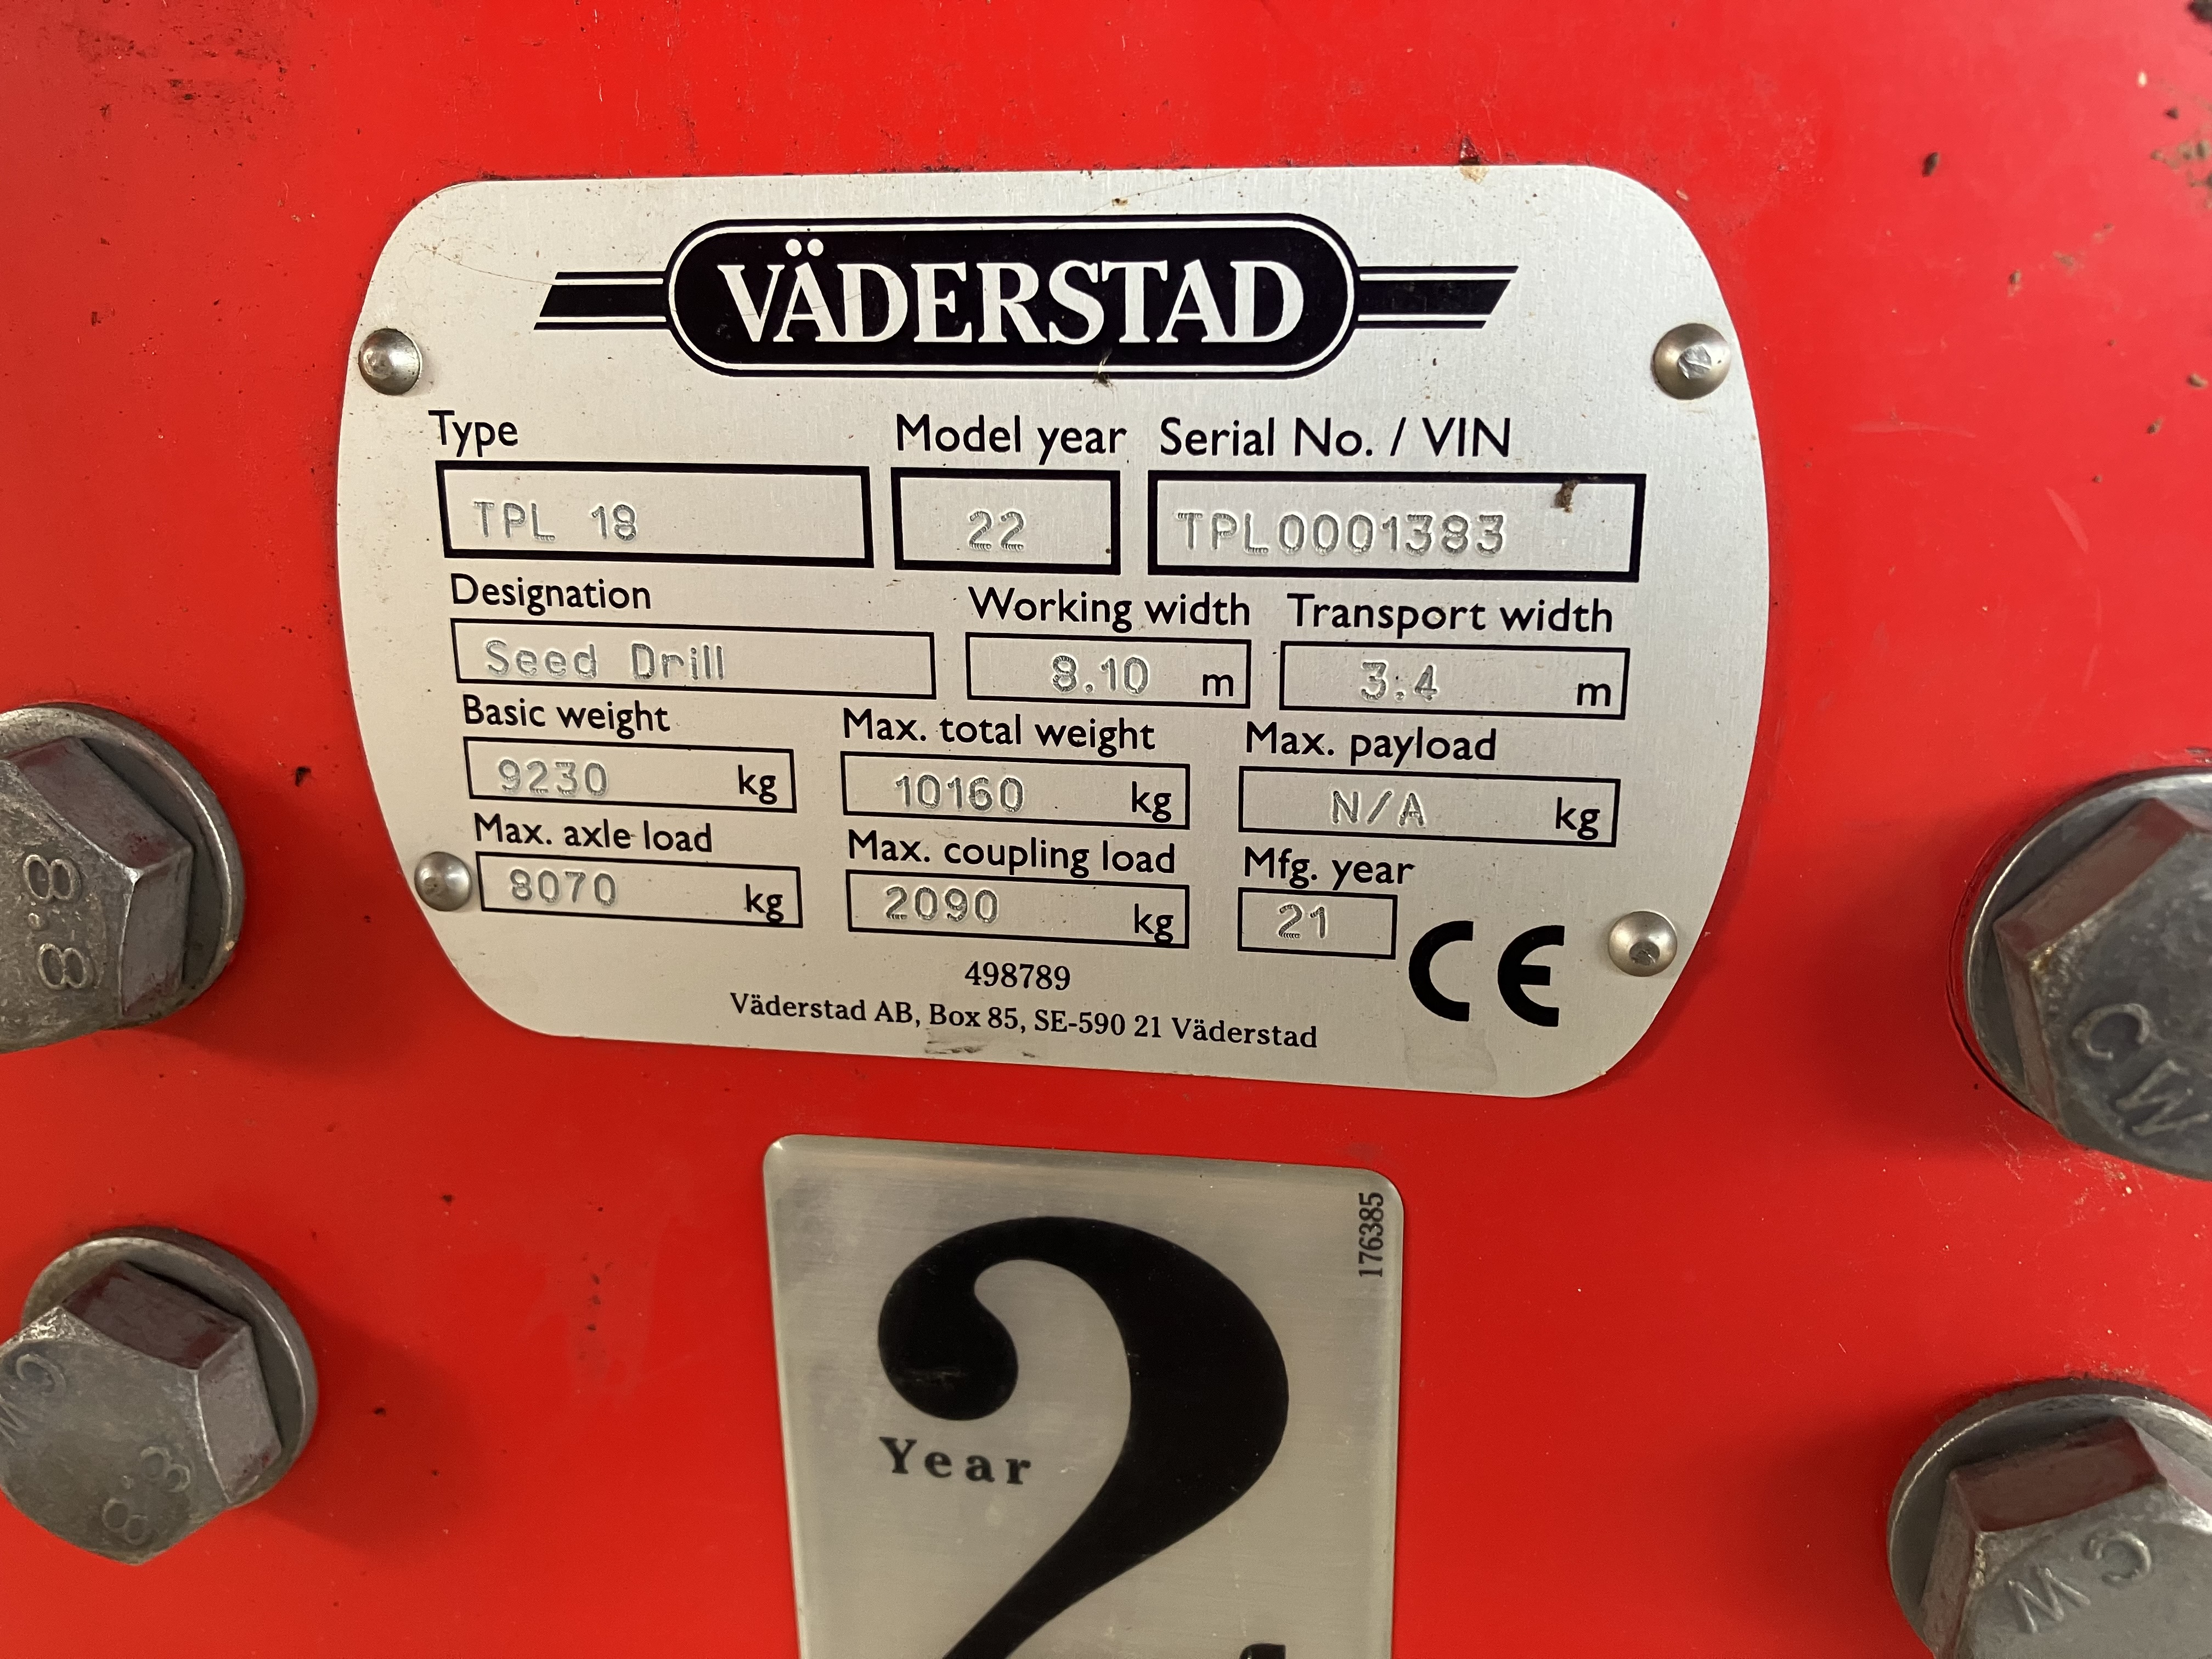 VÄDERSTAD
Type Model year Serial No. / VIN
TPL 18 22 TPL0001383
Designation Working width Transport width
Seed Drill 8.10 m 3.4 m
Basic weight Max. total weight Max. payload
9230 kg 10160 kg N/A kg
Max. axle load Max. coupling load Mfg. year
8070 kg 2090 kg 21
CE
498789
Väderstad AB, Box 85, SE-590 21 Väderstad
176385
2
Year
8.8
CW
8.8
CW
CW